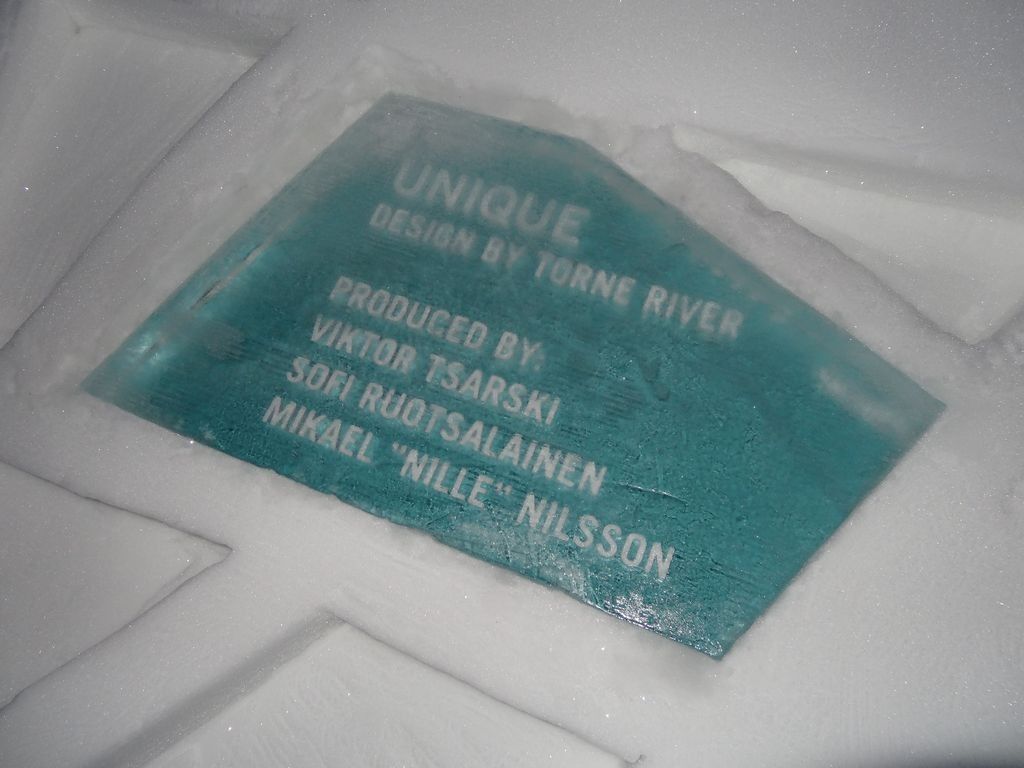 UNIQUE
DESIGN BY TORNE RIVER
PRODUCED BY:
VIKTOR TSARSKI
SOFI RUOTSALAINEN
MIKAEL "NILLE" NILSSON